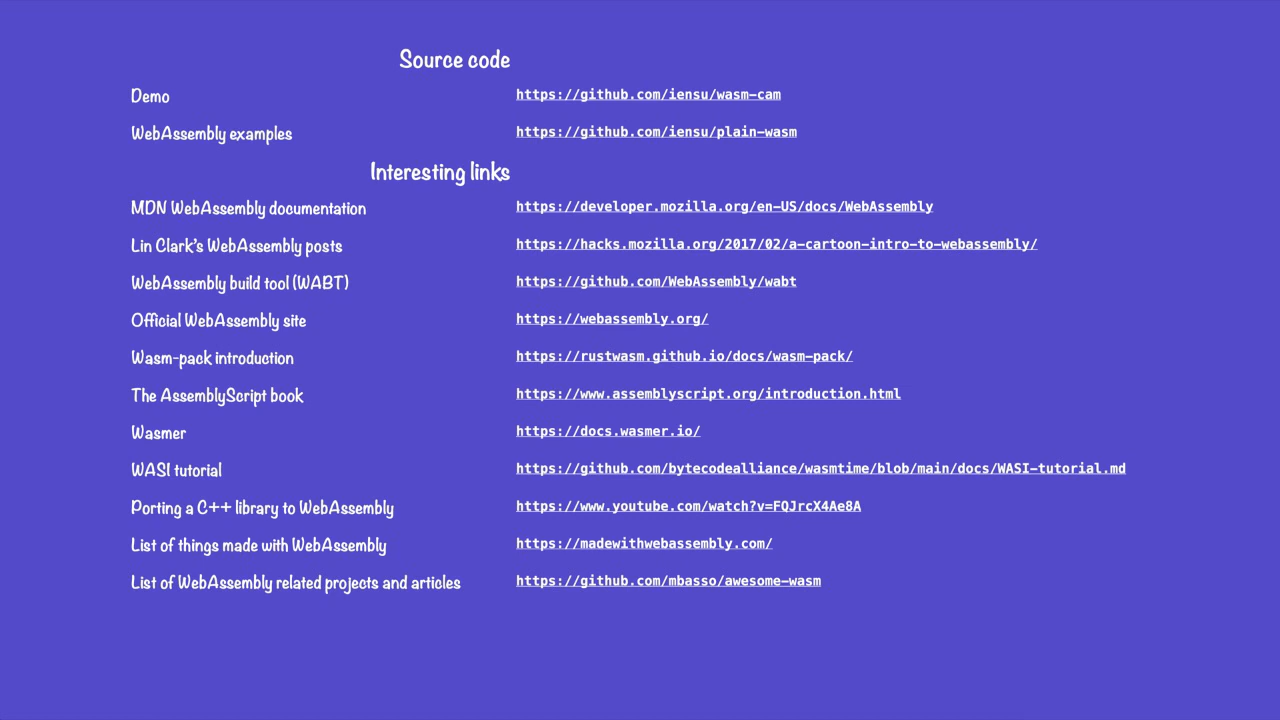 Source code
Demo https://github.com/iensu/wasm-cam
WebAssembly examples https://github.com/iensu/plain-wasm
Interesting links
MDN WebAssembly documentation https://developer.mozilla.org/en-US/docs/WebAssembly
Lin Clark's WebAssembly posts https://hacks.mozilla.org/2017/02/a-cartoon-intro-to-webassembly/
WebAssembly build tool (WABT) https://github.com/WebAssembly/wabt
Official WebAssembly site https://webassembly.org/
Wasm-pack introduction https://rustwasm.github.io/docs/wasm-pack/
The AssemblyScript book https://www.assemblyscript.org/introduction.html
Wasmer https://docs.wasmer.io/
WASI tutorial https://github.com/bytecodealliance/wasmtime/blob/main/docs/WASI-tutorial.md
Porting a C++ library to WebAssembly https://www.youtube.com/watch?v=FQJrcX4Ae8A
List of things made with WebAssembly https://madewithwebassembly.com/
List of WebAssembly related projects and articles https://github.com/mbasso/awesome-wasm